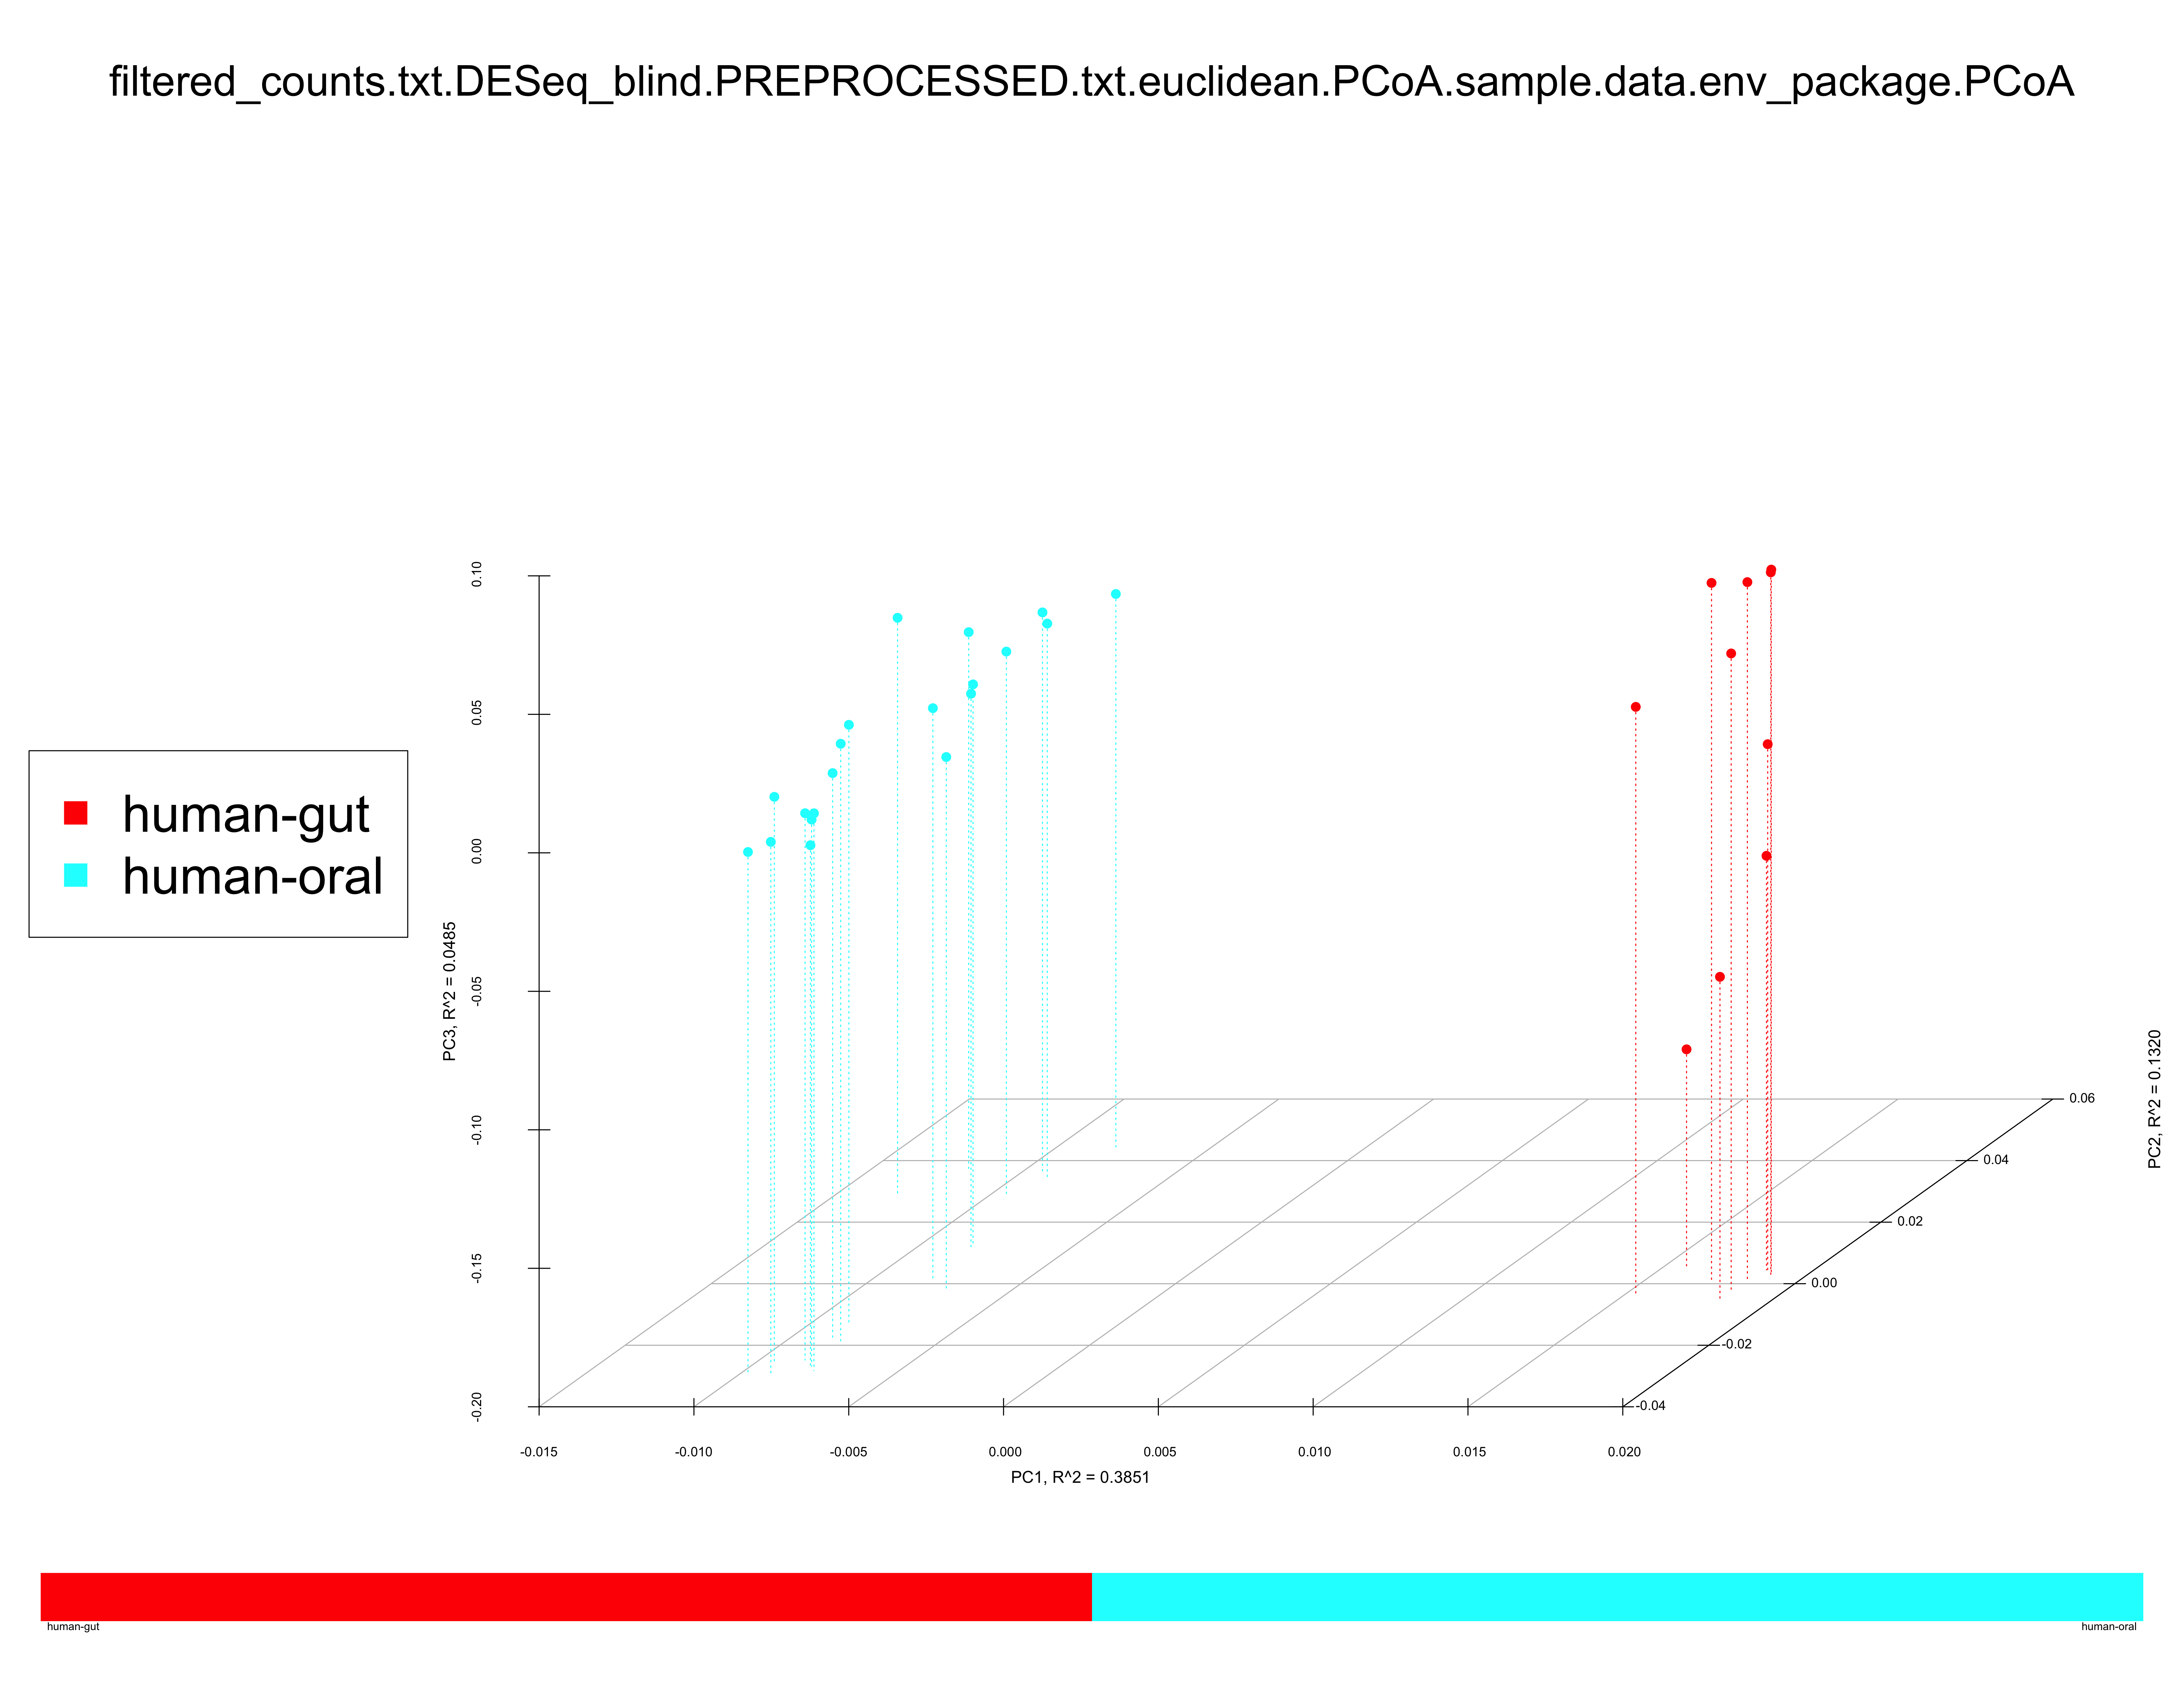 filtered_counts.txt.DESeq_blind.PREPROCESSED.txt.euclidean.PCoA.sample.data.env_package.PCoA
human-gut
human-oral
0.10
0.05
0.00
-0.05
-0.10
-0.15
-0.20
PC3, R^2 = 0.0485
0.06
0.04
0.02
0.00
-0.02
-0.04
PC2, R^2 = 0.1320
-0.015 -0.010 -0.005 0.000 0.005 0.010 0.015 0.020
PC1, R^2 = 0.3851
human-gut human-oral